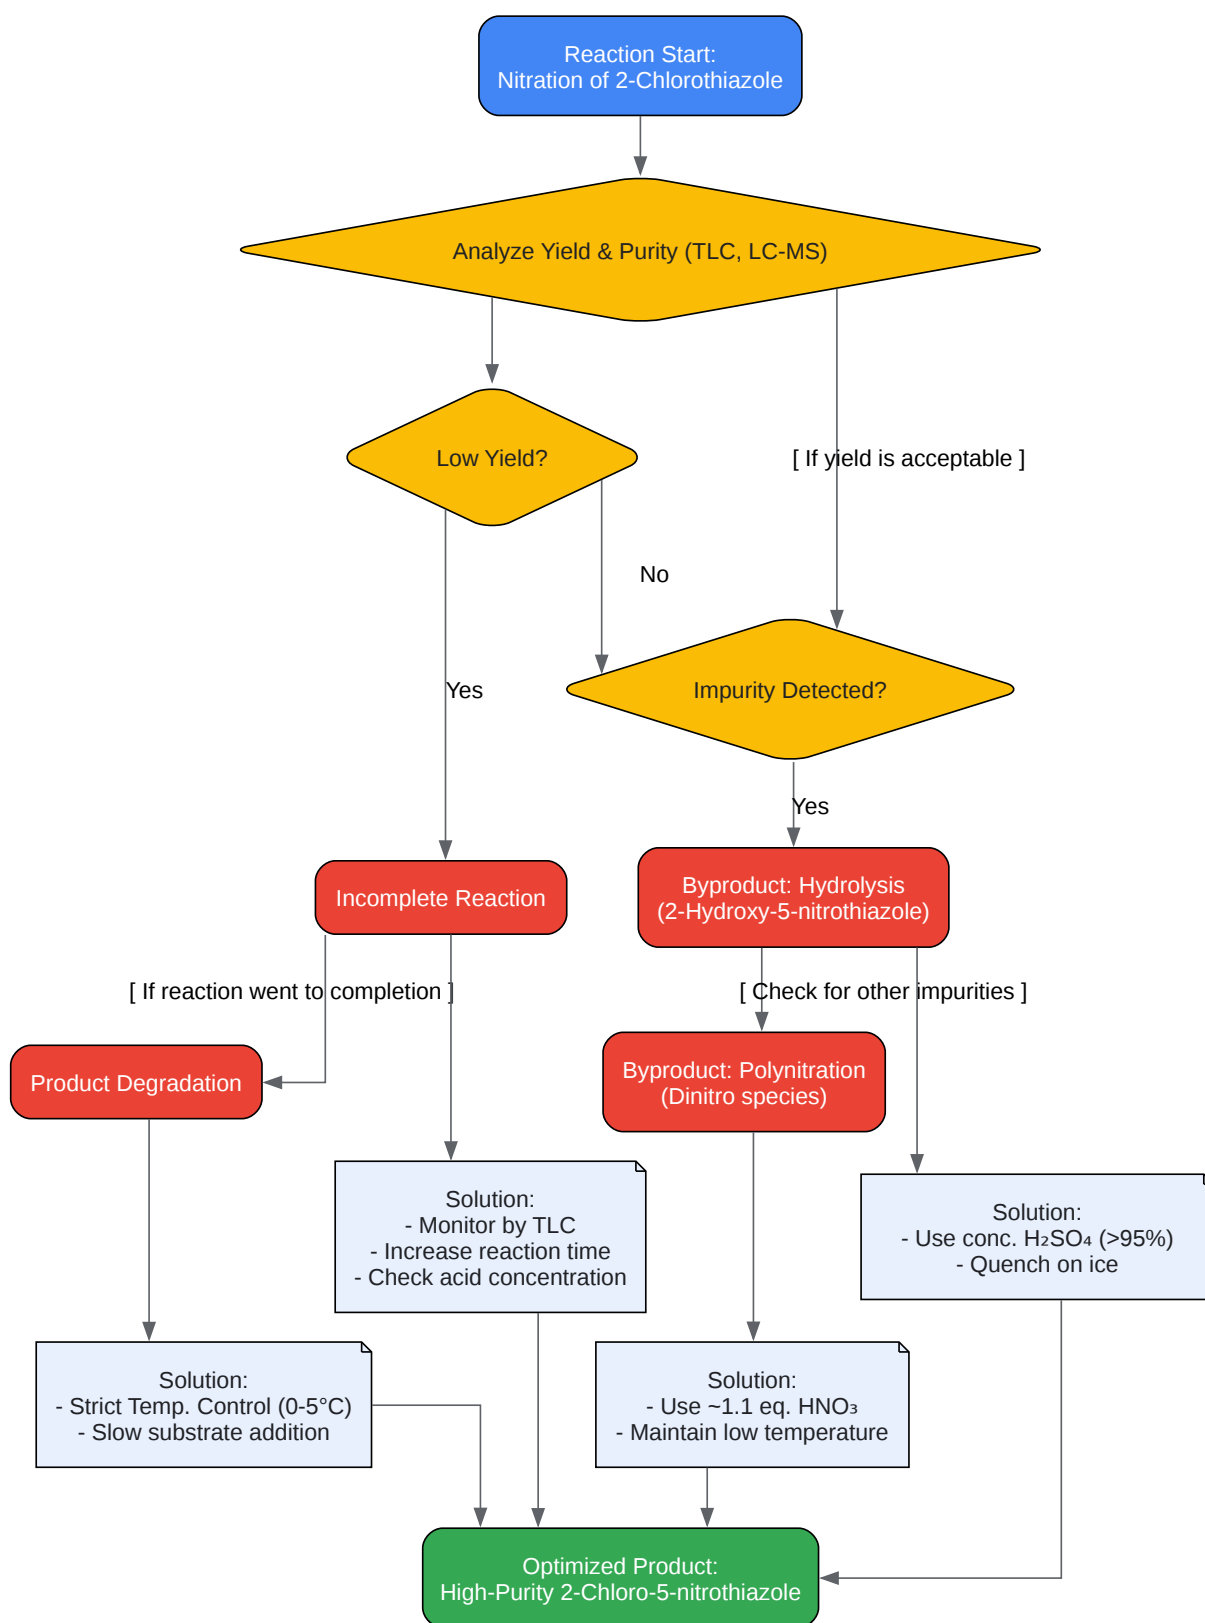 Reaction Start:
Nitration of 2-Chlorothiazole
Analyze Yield & Purity (TLC, LC-MS)
Low Yield?
[ If yield is acceptable ]
No
Impurity Detected?
Yes
Yes
Incomplete Reaction
Byproduct: Hydrolysis
(2-Hydroxy-5-nitrothiazole)
[ If reaction went to completion ]
[ Check for other impurities ]
Product Degradation
Byproduct: Polynitration
(Dinitro species)
Solution:
- Monitor by TLC
- Increase reaction time
- Check acid concentration
Solution:
- Use conc. H₂SO₄ (>95%)
- Quench on ice
Solution:
- Strict Temp. Control (0-5°C)
- Slow substrate addition
Solution:
- Use ~1.1 eq. HNO₃
- Maintain low temperature
Optimized Product:
High-Purity 2-Chloro-5-nitrothiazole